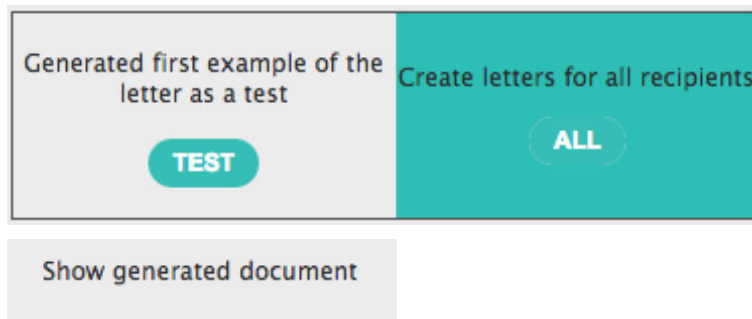 Generated first example of the
letter as a test
TEST
Create letters for all recipients
ALL
Show generated document